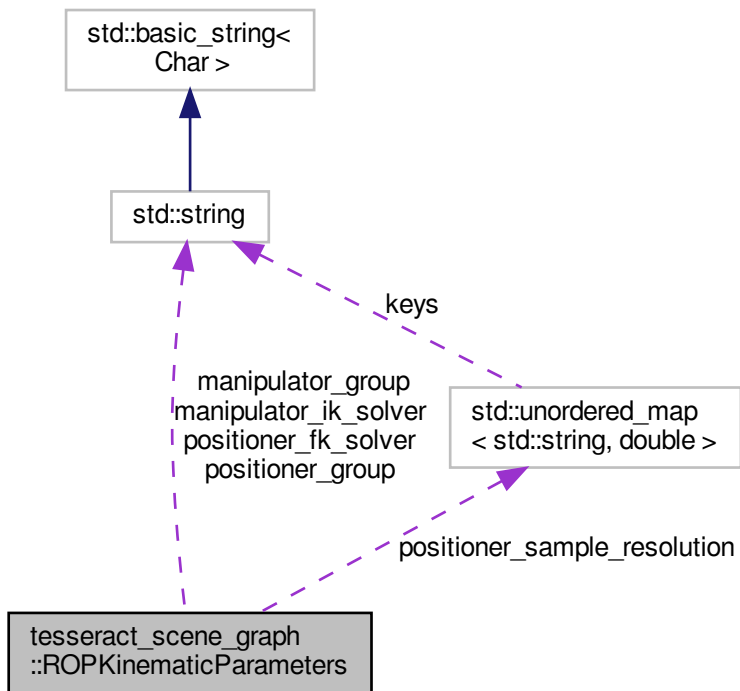 std::basic_string<
Char >
std::string
keys
manipulator_group
manipulator_ik_solver
positioner_fk_solver
positioner_group
std::unordered_map
< std::string, double >
positioner_sample_resolution
tesseract_scene_graph
::ROPKinematicParameters